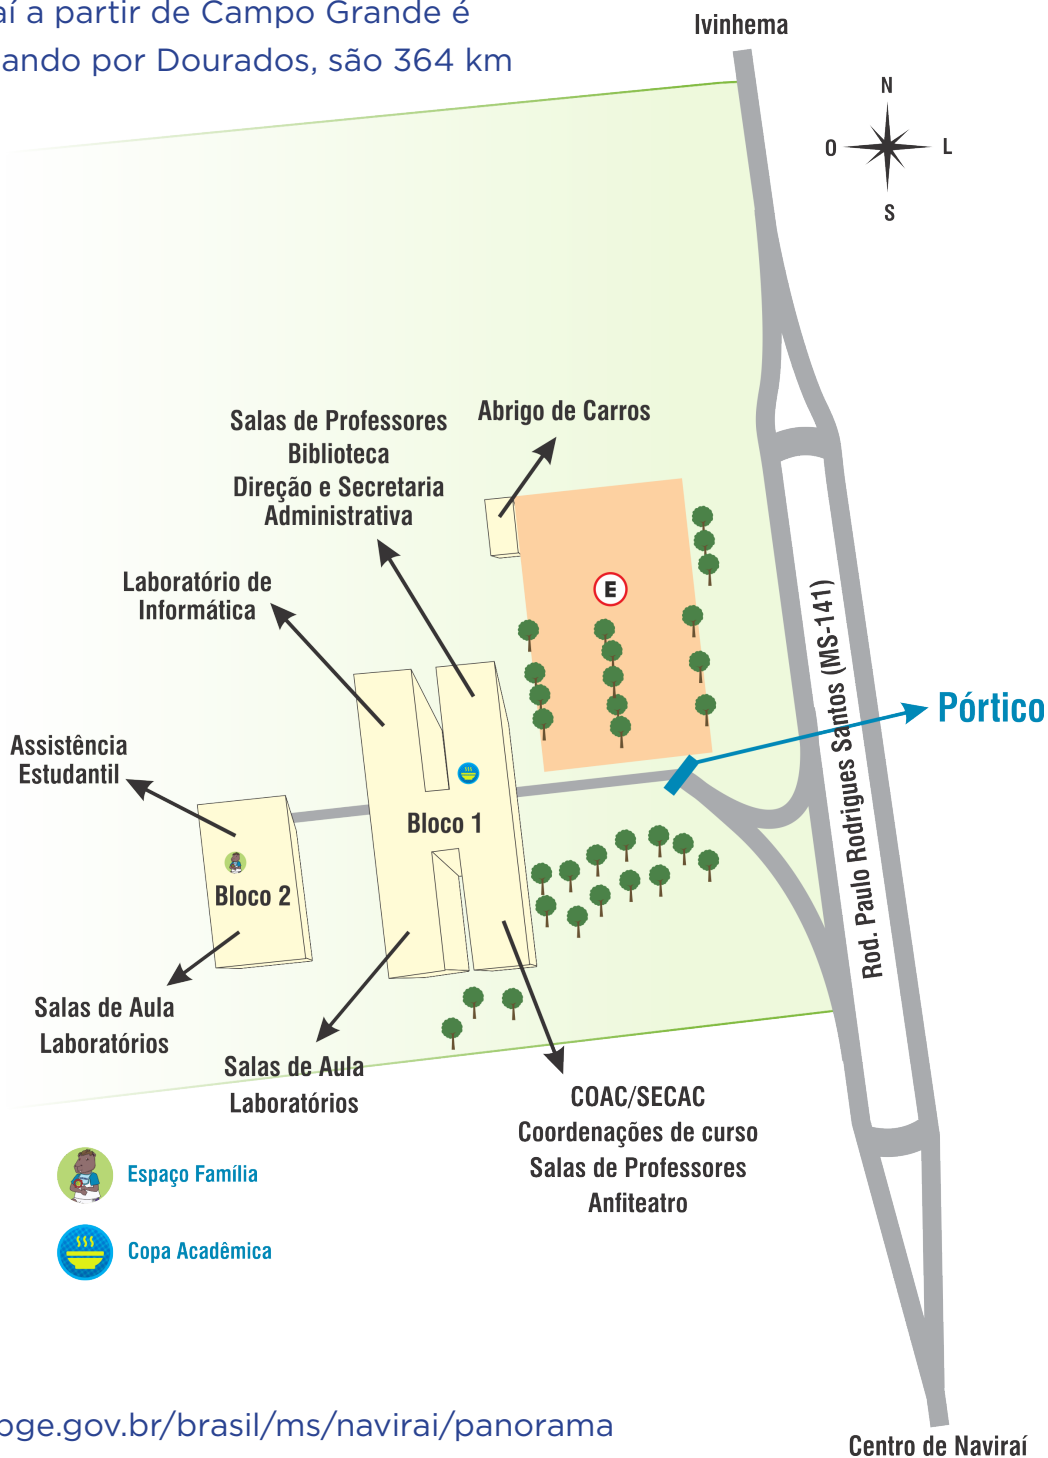 aí a partir de Campo Grande é
ando por Dourados, são 364 km
Ivinhema
N
O
L
S
Abrigo de Carros
Salas de Professores
Biblioteca
Direção e Secretaria
Administrativa
Laboratório de
Informática
E
Rod. Paulo Rodrigues Santos (MS-141)
Pórtico
Assistência
Estudantil
Bloco 1
Bloco 2
Salas de Aula
Laboratórios
Salas de Aula
Laboratórios
COAC/SECAC
Coordenações de curso
Salas de Professores
Anfiteatro
Espaço Família
Copa Acadêmica
bge.gov.br/brasil/ms/navirai/panorama
Centro de Naviraí